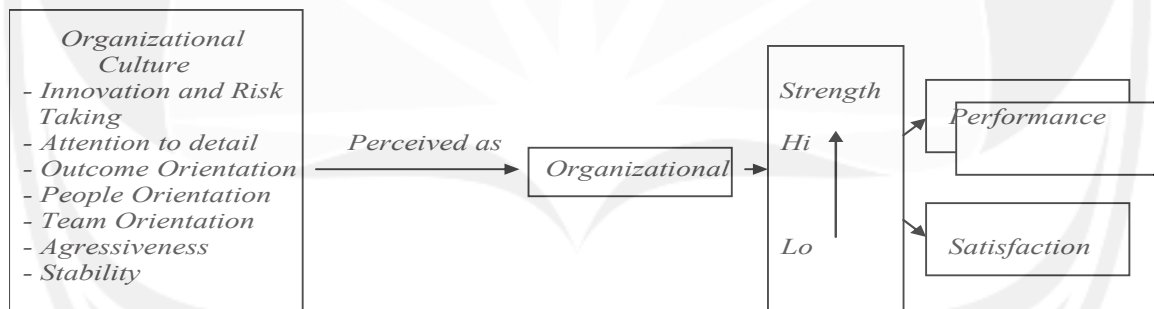 Organizational
Culture
- Innovation and Risk
Taking
- Attention to detail
- Outcome Orientation
- People Orientation
- Team Orientation
- Agressiveness
- Stability
Perceived as
Organizational
Strength
Hi
Lo
Performance
Satisfaction